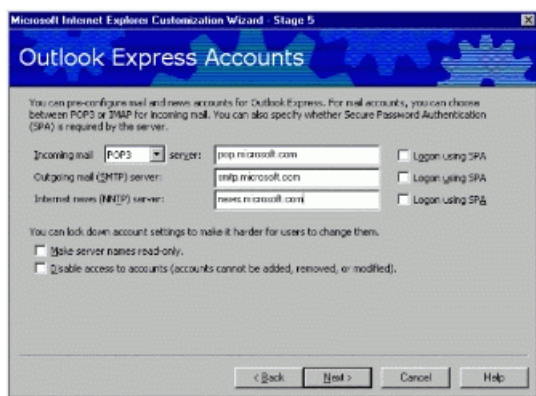 Microsoft Internet Explorer Customization Wizard - Stage 5
Outlook Express Accounts
You can pre-configure mail and news accounts for Outlook Express. For mail accounts, you can choose
between POP3 or IMAP for incoming mail. You can also specify whether Secure Password Authentication
(SPA) is required by the server.
Incoming mail POP3 server: pop.microsoft.com Logon using SPA
Outgoing mail (SMTP) server: smtp.microsoft.com Logon using SPA
Internet news (NNTP) server: news.microsoft.com Logon using SPA
You can lock down account settings to make it harder for users to change them.
Make server names read-only.
Disable access to accounts (accounts cannot be added, removed, or modified).
< Back Next > Cancel Help